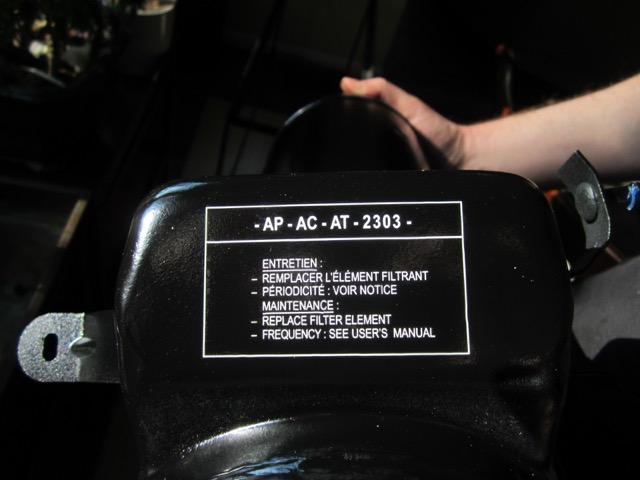 - AP - AC - AT - 2303 -
ENTRETIEN :
– REMPLACER L'ÉLÉMENT FILTRANT
– PÉRIODICITÉ : VOIR NOTICE
MAINTENANCE :
– REPLACE FILTER ELEMENT
– FREQUENCY : SEE USER'S MANUAL